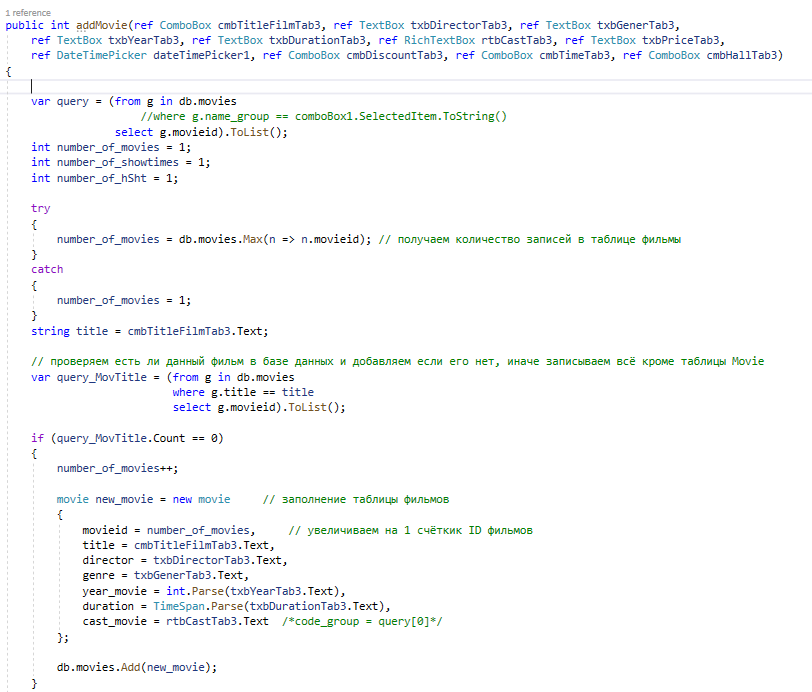 1 reference
public int addMovie(ref ComboBox cmbTitleFilmTab3, ref TextBox txbDirectorTab3, ref TextBox txbGenerTab3,
ref TextBox txbYearTab3, ref TextBox txbDurationTab3, ref RichTextBox rtbCastTab3, ref TextBox txbPriceTab3,
ref DateTimePicker dateTimePicker1, ref ComboBox cmbDiscountTab3, ref ComboBox cmbTimeTab3, ref ComboBox cmbHallTab3)
{
var query = (from g in db.movies
//where g.name_group == comboBox1.SelectedItem.ToString()
select g.movieid).ToList();
int number_of_movies = 1;
int number_of_showtimes = 1;
int number_of_hSht = 1;
try
{
number_of_movies = db.movies.Max(n => n.movieid); // получаем количество записей в таблице фильмы
}
catch
{
number_of_movies = 1;
}
string title = cmbTitleFilmTab3.Text;
// проверяем есть ли данный фильм в базе данных и добавляем если его нет, иначе записываем всё кроме таблицы Movie
var query_MovTitle = (from g in db.movies
where g.title == title
select g.movieid).ToList();
if (query_MovTitle.Count == 0)
{
number_of_movies++;
movie new_movie = new movie // заполнение таблицы фильмов
{
movieid = number_of_movies, // увеличиваем на 1 счёткик ID фильмов
title = cmbTitleFilmTab3.Text,
director = txbDirectorTab3.Text,
genre = txbGenerTab3.Text,
year_movie = int.Parse(txbYearTab3.Text),
duration = TimeSpan.Parse(txbDurationTab3.Text),
cast_movie = rtbCastTab3.Text /*code_group = query[0]*/
};
db.movies.Add(new_movie);
}